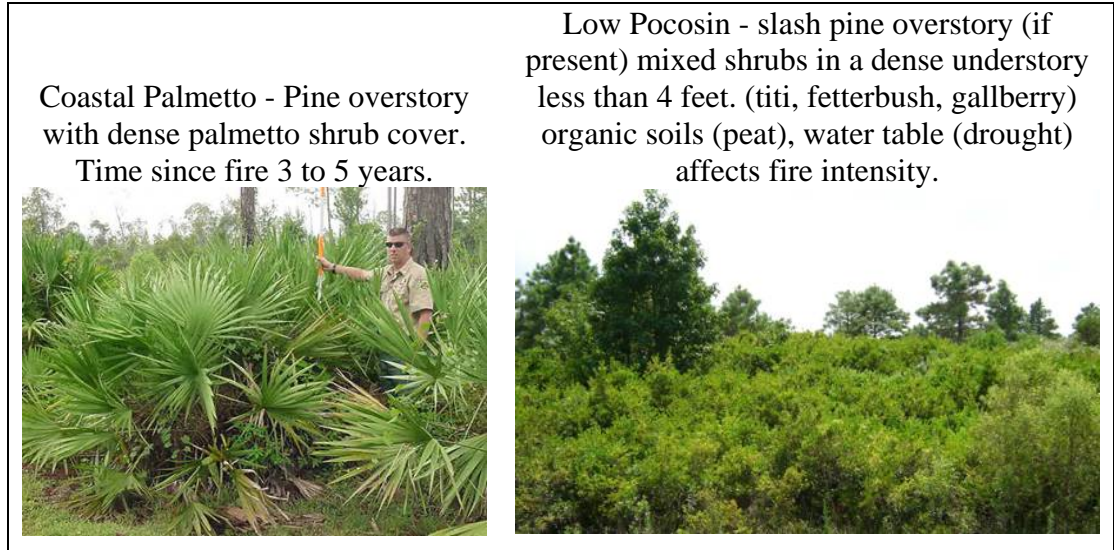 Coastal Palmetto - Pine overstory
with dense palmetto shrub cover.
Time since fire 3 to 5 years.
Low Pocosin - slash pine overstory (if
present) mixed shrubs in a dense understory
less than 4 feet. (titi, fetterbush, gallberry)
organic soils (peat), water table (drought)
affects fire intensity.